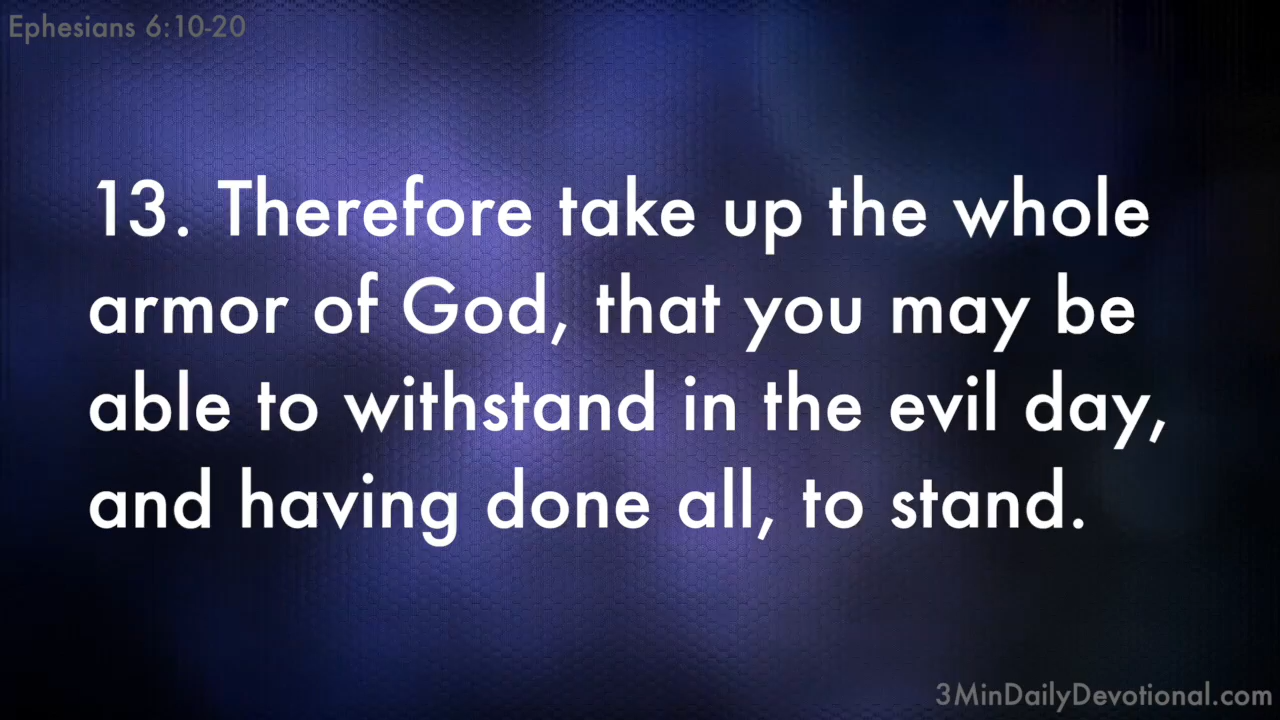 Ephesians 6:10-20
13. Therefore take up the whole
armor of God, that you may be
able to withstand in the evil day,
and having done all, to stand.
3MinDailyDevotional.com